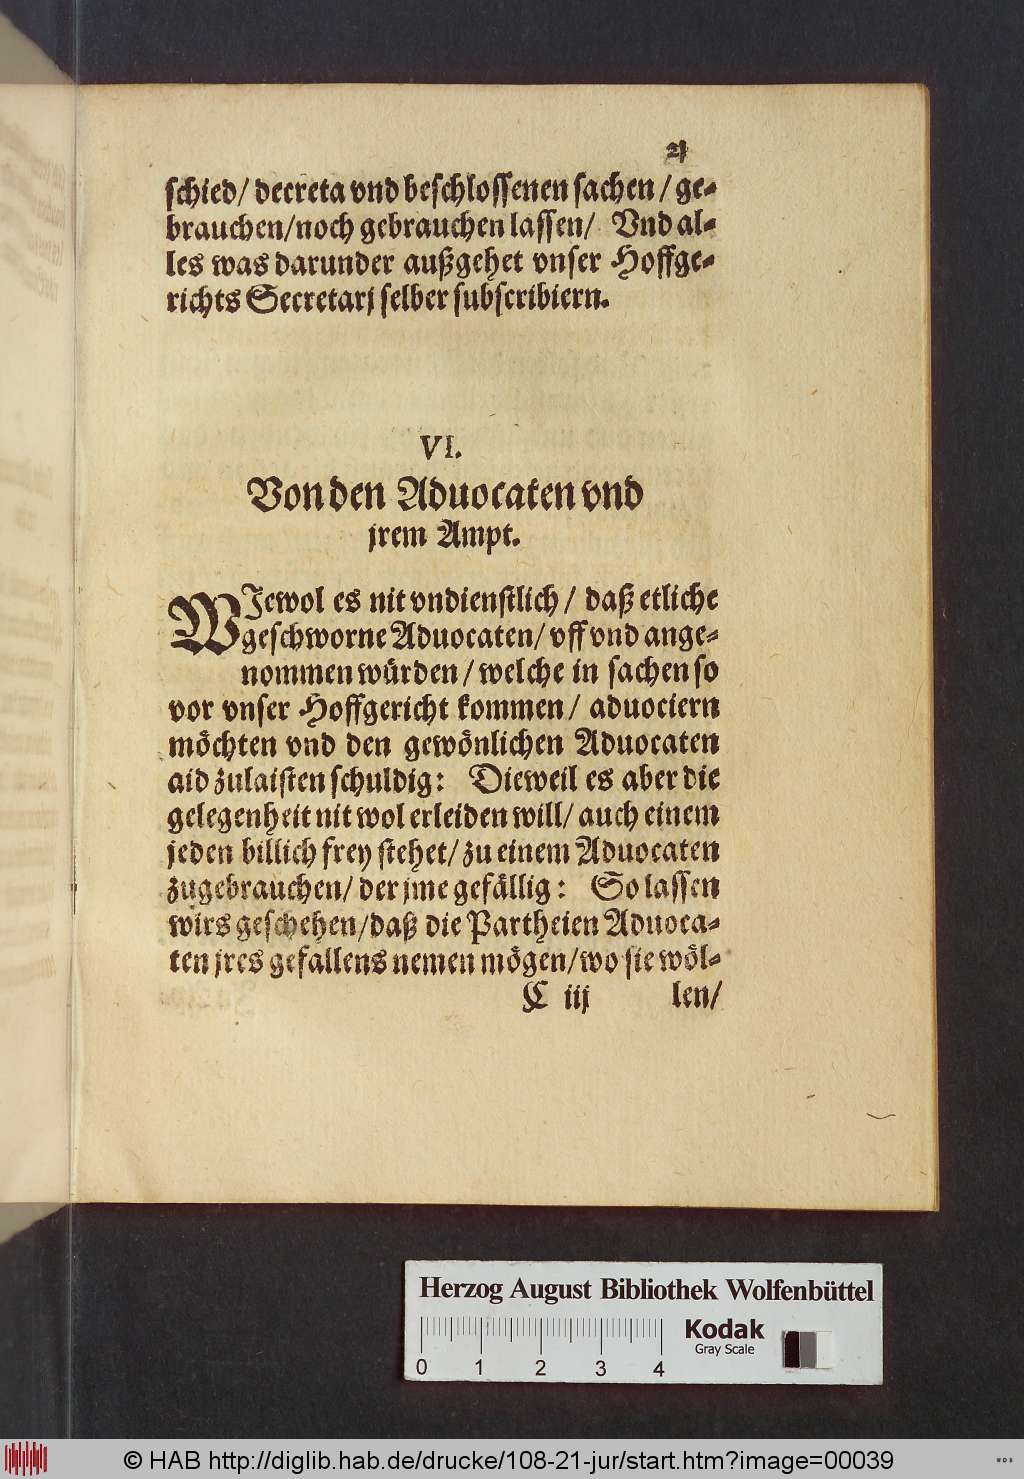 21
schied/ decreta vnd beschlossenen sachen/ ge-
brauchen/noch gebrauchen lassen/ Vnd al-
les was darunder außgehet vnser Hoffge-
richts Secretarj selber subscribiern.
VI.
Von den Aduocaten vnd
jrem Ampt.
WJewol es nit vndienstlich/ daß etliche
geschworne Aduocaten/ vff vnd ange-
nommen würden/ welche in sachen so
vor vnser Hoffgericht kommen/ aduociern
möchten vnd den gewönlichen Aduocaten
aid zulaisten schuldig: Dieweil es aber die
gelegenheit nit wol erleiden will/ auch einem
jeden billich frey stehet/ zu einem Aduocaten
zugebrauchen/ der jme gefällig: So lassen
wirs geschehen/daß die Partheien Aduoca-
ten jres gefallens nemen mögen/wo sie wöl-
C iij len/
Herzog August Bibliothek Wolfenbüttel
Kodak
Gray Scale
0 1 2 3 4
© HAB http://diglib.hab.de/drucke/108-21-jur/start.htm?image=00039